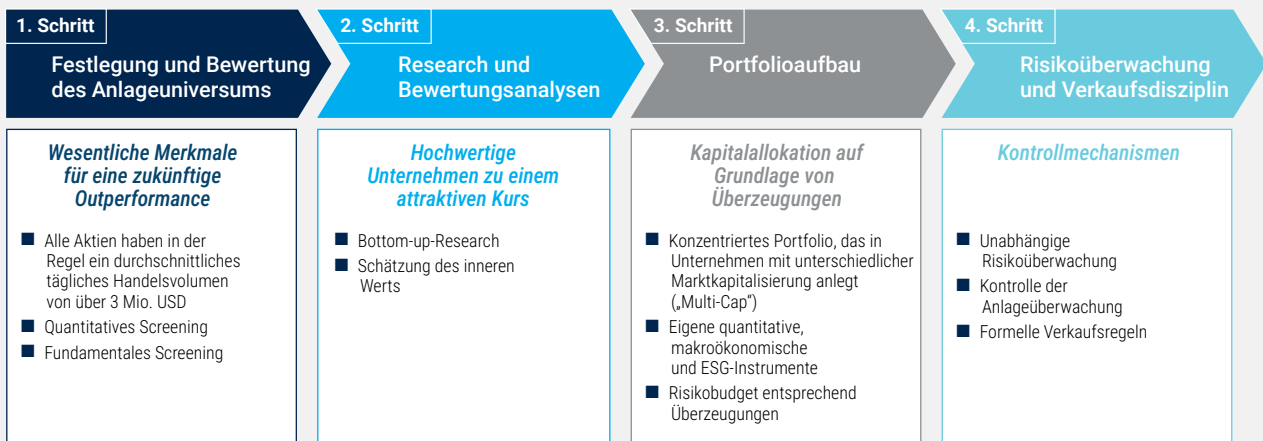 1. Schritt
Festlegung und Bewertung
des Anlageuniversums
Wesentliche Merkmale
für eine zukünftige
Outperformance
Alle Aktien haben in der
Regel ein durchschnittliches
tägliches Handelsvolumen
von über 3 Mio. USD
Quantitatives Screening
Fundamentales Screening
2. Schritt
Research und
Bewertungsanalysen
Hochwertige
Unternehmen zu einem
attraktiven Kurs
Bottom-up-Research
Schätzung des inneren
Werts
3. Schritt
Portfolioaufbau
Kapitalallokation auf
Grundlage von
Überzeugungen
Konzentriertes Portfolio, das in
Unternehmen mit unterschiedlicher
Marktkapitalisierung anlegt
(„Multi-Cap“)
Eigene quantitative,
makroökonomische
und ESG-Instrumente
Risikobudget entsprechend
Überzeugungen
4. Schritt
Risikoüberwachung
und Verkaufsdisziplin
Kontrollmechanismen
Unabhängige
Risikoüberwachung
Kontrolle der
Anlageüberwachung
Formelle Verkaufsregeln